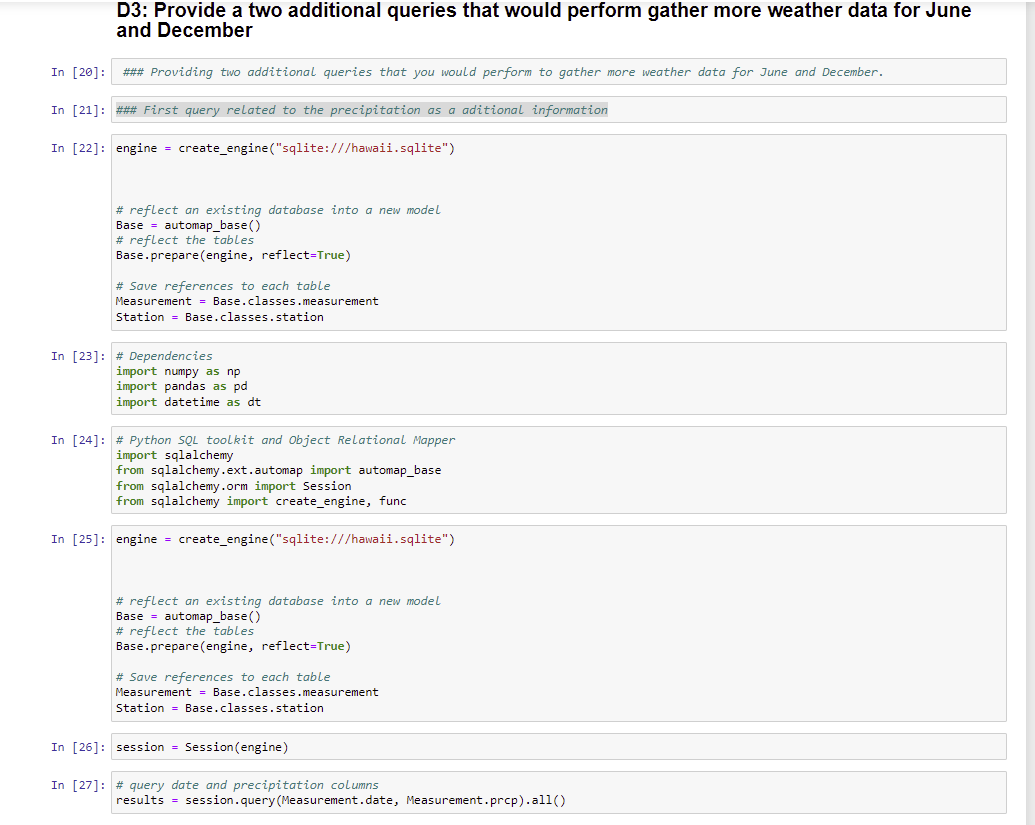 D3: Provide a two additional queries that would perform gather more weather data for June
and December
In [20]: ### Providing two additional queries that you would perform to gather more weather data for June and December.
In [21]: ### First query related to the precipitation as a aditional information
In [22]: engine = create_engine("sqlite:///hawaii.sqlite")
# reflect an existing database into a new model
Base = automap_base()
# reflect the tables
Base.prepare(engine, reflect=True)
# Save references to each table
Measurement = Base.classes.measurement
Station = Base.classes.station
In [23]: # Dependencies
import numpy as np
import pandas as pd
import datetime as dt
In [24]: # Python SQL toolkit and Object Relational Mapper
import sqlalchemy
from sqlalchemy.ext.automap import automap_base
from sqlalchemy.orm import Session
from sqlalchemy import create_engine, func
In [25]: engine = create_engine("sqlite:///hawaii.sqlite")
# reflect an existing database into a new model
Base = automap_base()
# reflect the tables
Base.prepare(engine, reflect=True)
# Save references to each table
Measurement = Base.classes.measurement
Station = Base.classes.station
In [26]: session = Session(engine)
In [27]: # query date and precipitation columns
results = session.query(Measurement.date, Measurement.prcp).all()